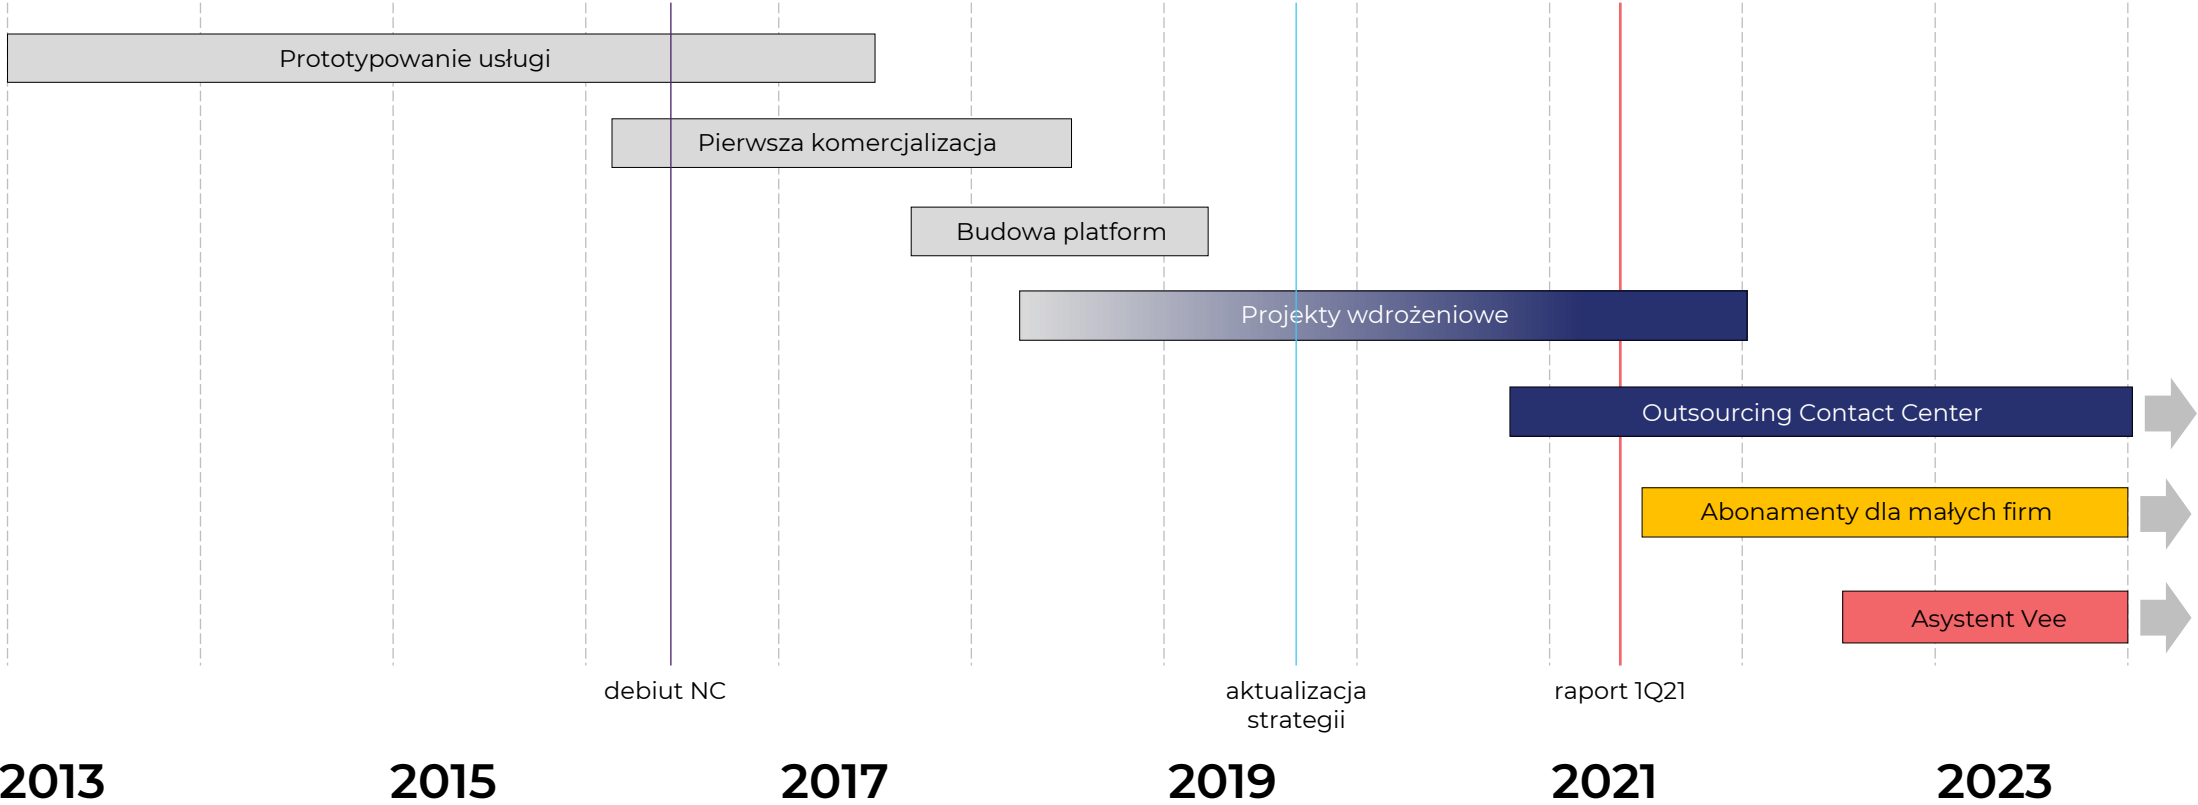 Prototypowanie usługi
Pierwsza komercjalizacja
Budowa platform
Projekty wdrożeniowe
Outsourcing Contact Center
Abonamenty dla małych firm
Asystent Vee
debiut NC
aktualizacja
strategii
raport 1Q21
2013
2015
2017
2019
2021
2023